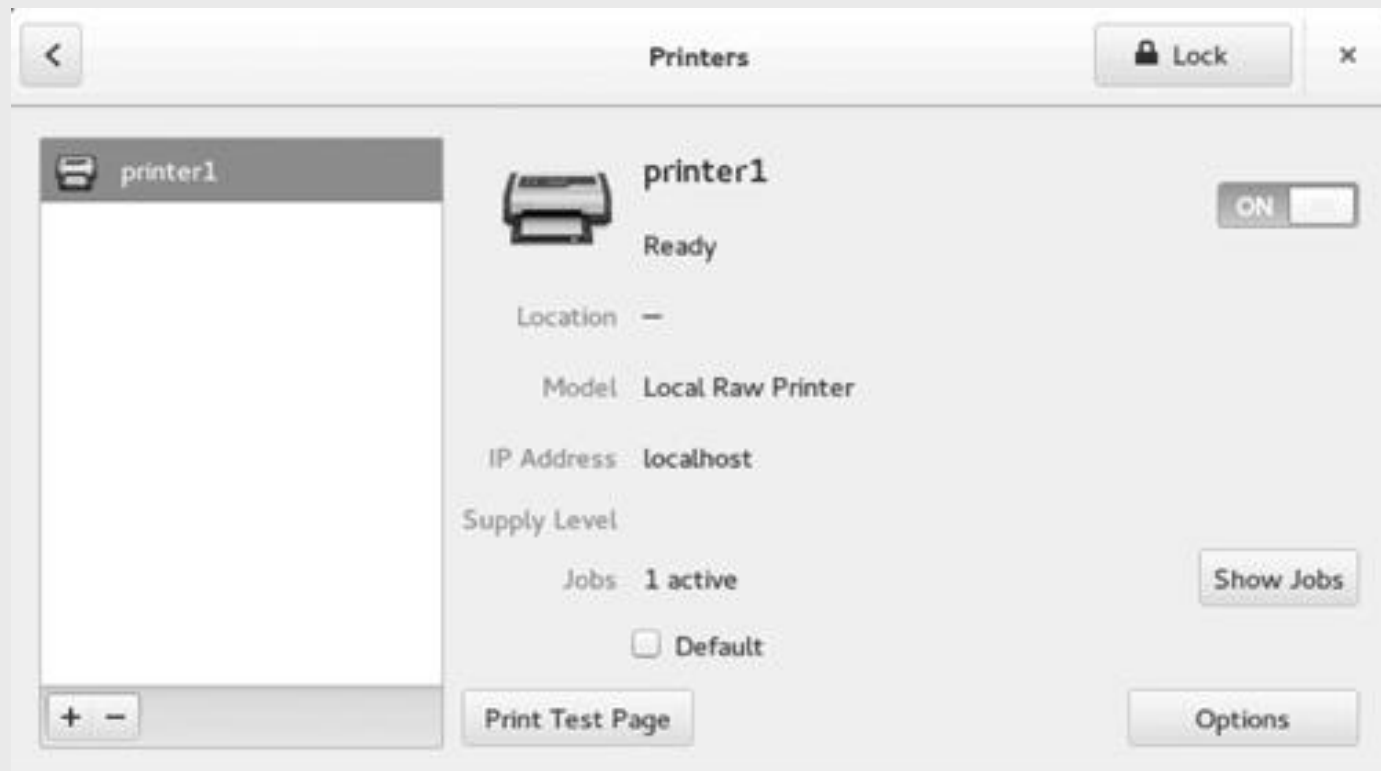 Printers
Lock
printer1
printer1
ON
Ready
Location –
Model Local Raw Printer
IP Address localhost
Supply Level
Jobs 1 active
Show Jobs
Default
Print Test Page
Options